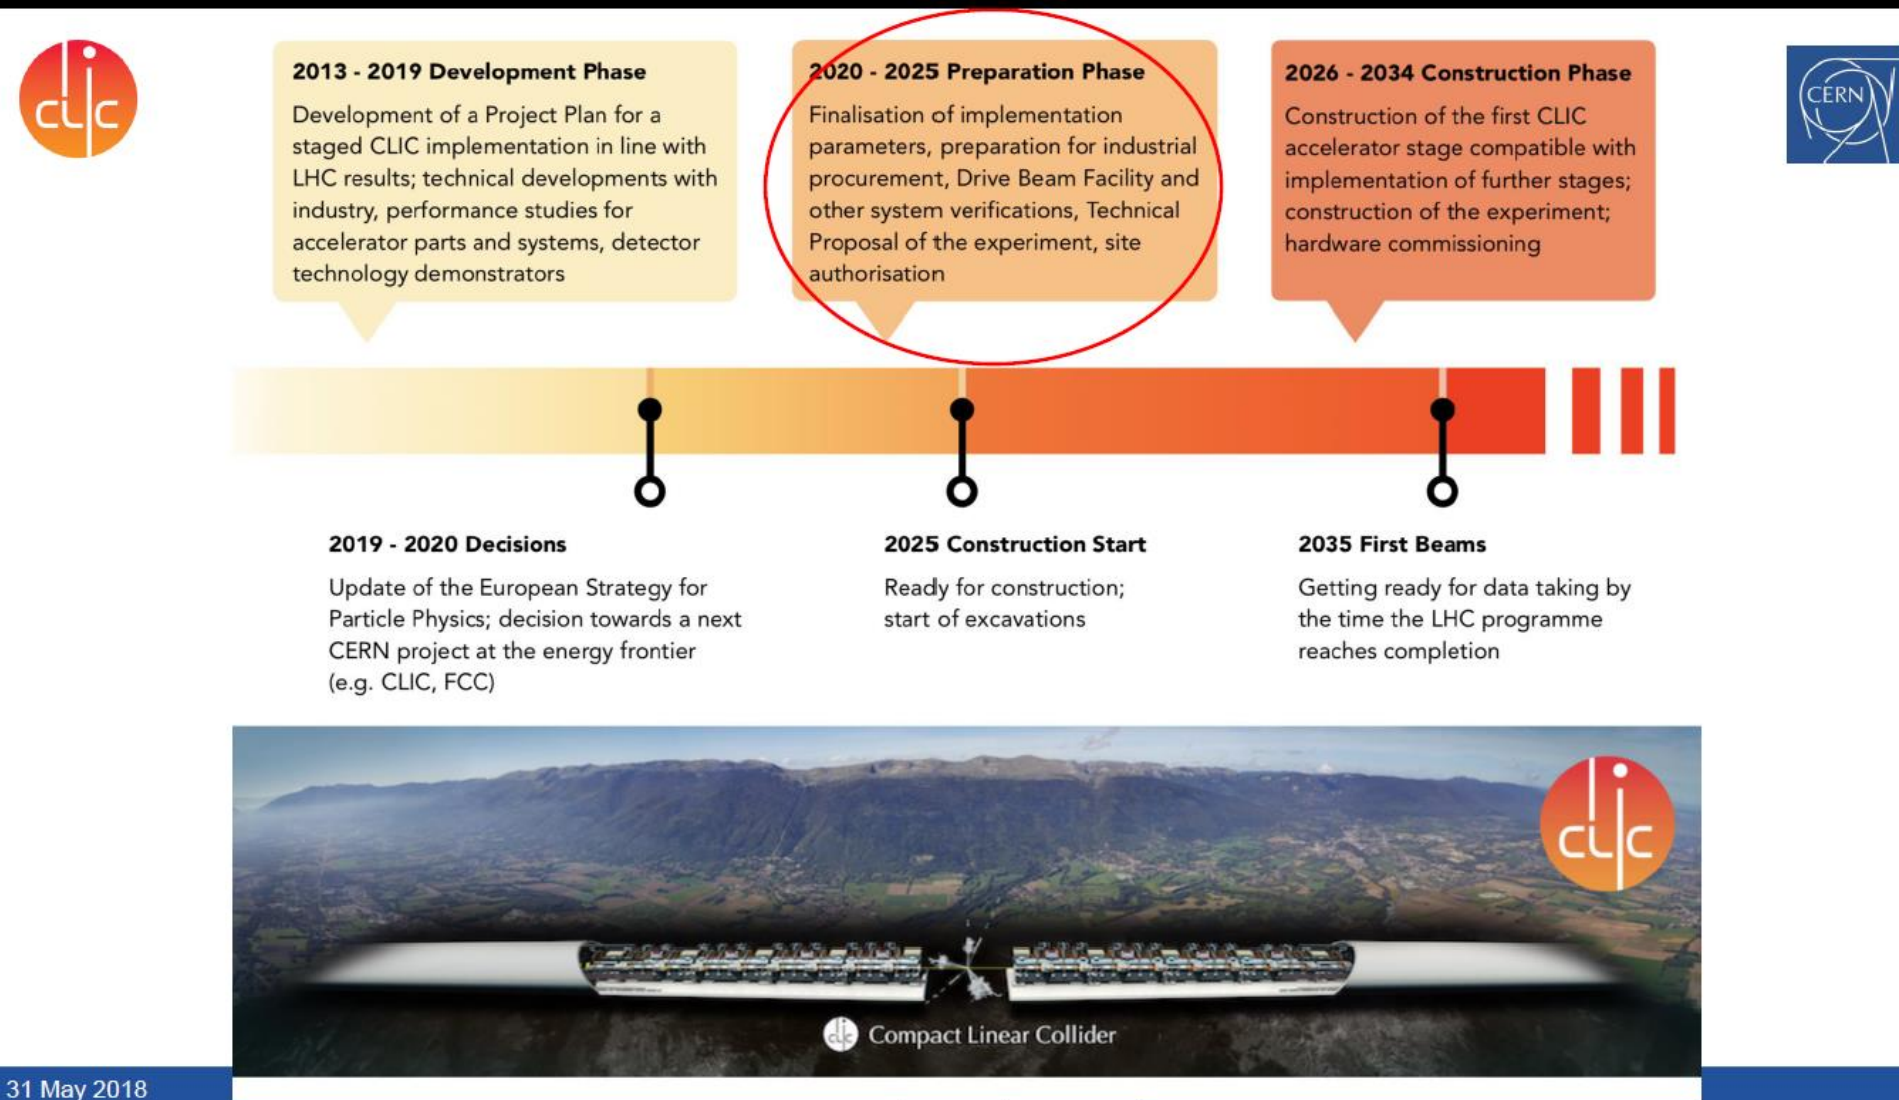 clic
2013 - 2019 Development Phase
Development of a Project Plan for a
staged CLIC implementation in line with
LHC results; technical developments with
industry, performance studies for
accelerator parts and systems, detector
technology demonstrators
2020 - 2025 Preparation Phase
Finalisation of implementation
parameters, preparation for industrial
procurement, Drive Beam Facility and
other system verifications, Technical
Proposal of the experiment, site
authorisation
2026 - 2034 Construction Phase
Construction of the first CLIC
accelerator stage compatible with
implementation of further stages;
construction of the experiment;
hardware commissioning
CERN
2019 - 2020 Decisions
Update of the European Strategy for
Particle Physics; decision towards a next
CERN project at the energy frontier
(e.g. CLIC, FCC)
2025 Construction Start
Ready for construction;
start of excavations
2035 First Beams
Getting ready for data taking by
the time the LHC programme
reaches completion
clic
clic Compact Linear Collider
31 May 2018